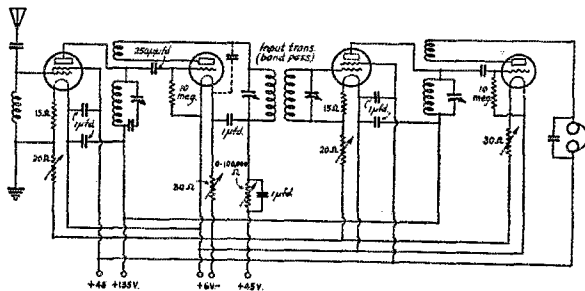 250μμfd.
Input trans.
(band pass)
10
meg.
15Ω
1μfd.
1μfd.
20Ω
0-100,000
Ω
30Ω
1μfd
15Ω
1μfd.
20Ω
10
meg.
30Ω
+45
+135V.
+6V-
+45V.